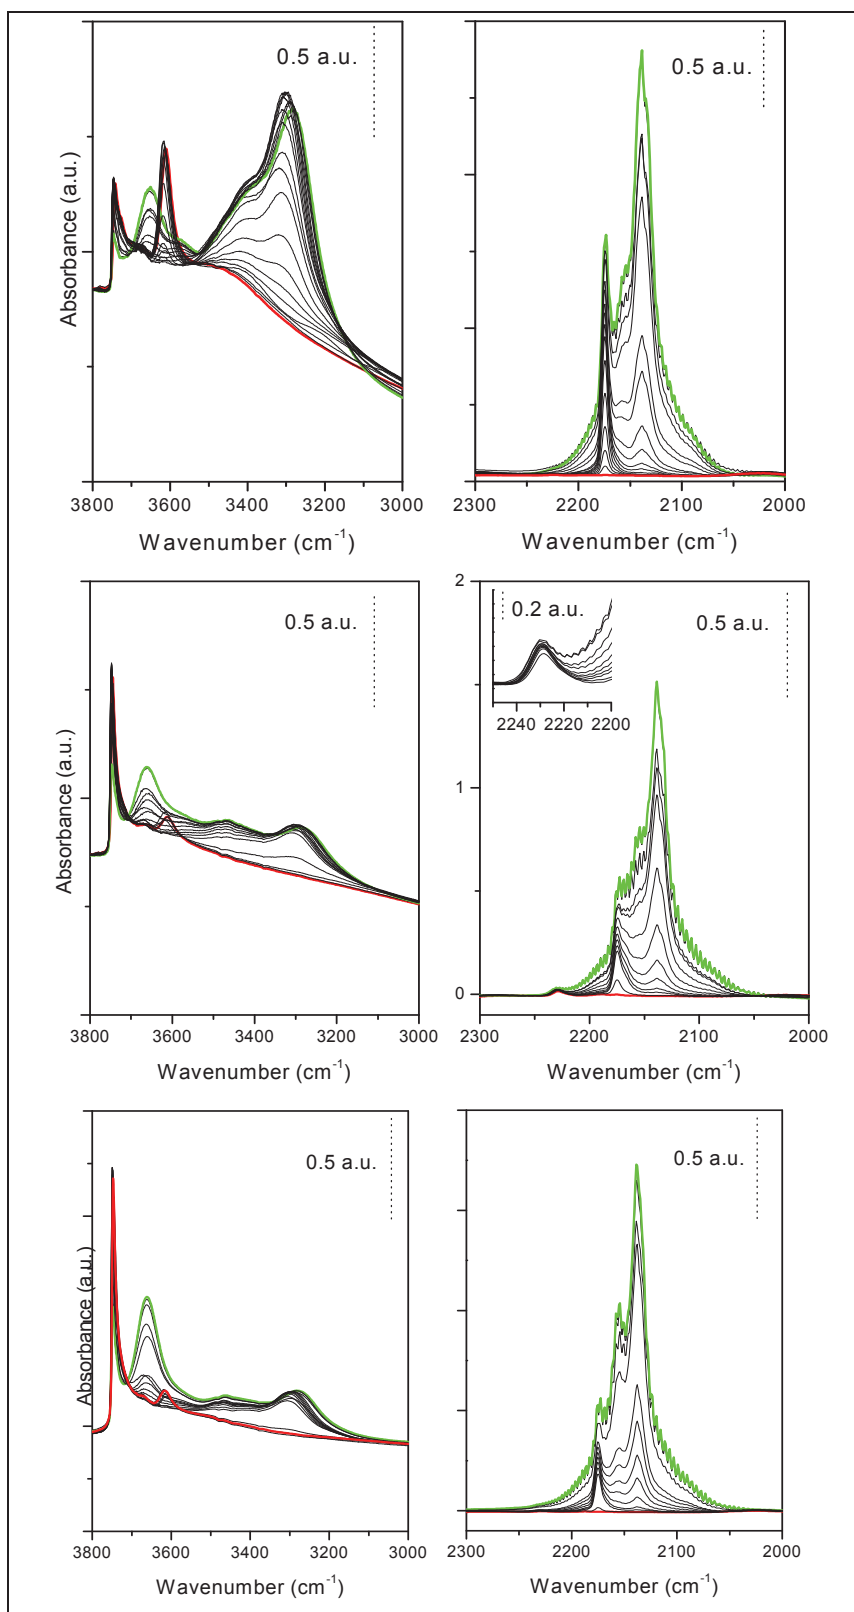 0.5 a.u.
Absorbance (a.u.)
3800 3600 3400 3200 3000
Wavenumber (cm-1)
0.5 a.u.
2300 2200 2100 2000
Wavenumber (cm-1)
0.5 a.u.
Absorbance (a.u.)
3800 3600 3400 3200 3000
Wavenumber (cm-1)
2
1
0
0.2 a.u.
2240 2220 2200
0.5 a.u.
2300 2200 2100 2000
Wavenumber (cm-1)
0.5 a.u.
Absorbance (a.u.)
3800 3600 3400 3200 3000
Wavenumber (cm-1)
0.5 a.u.
2300 2200 2100 2000
Wavenumber (cm-1)